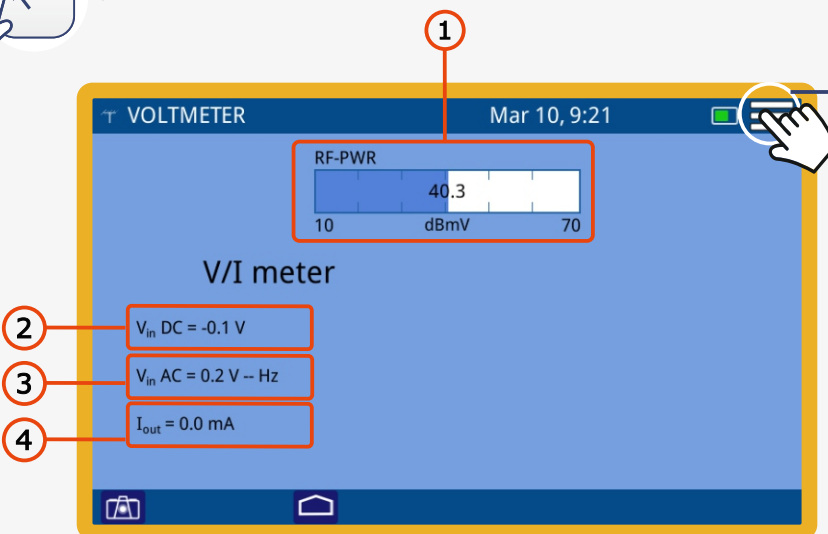 1
VOLTMETER Mar 10, 9:21
RF-PWR
40.3
10 dBmV 70
V/I meter
2 Vin DC = -0.1 V
3 Vin AC = 0.2 V -- Hz
4 Iout = 0.0 mA